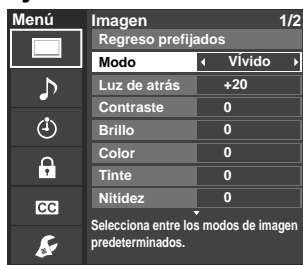 Menú
Imagen 1/2
Regreso prefijados
Modo Vívido
Luz de atrás +20
Contraste 0
Brillo 0
Color 0
Tinte 0
Nitidez 0
CC
Selecciona entre los modos de imagen
predeterminados.